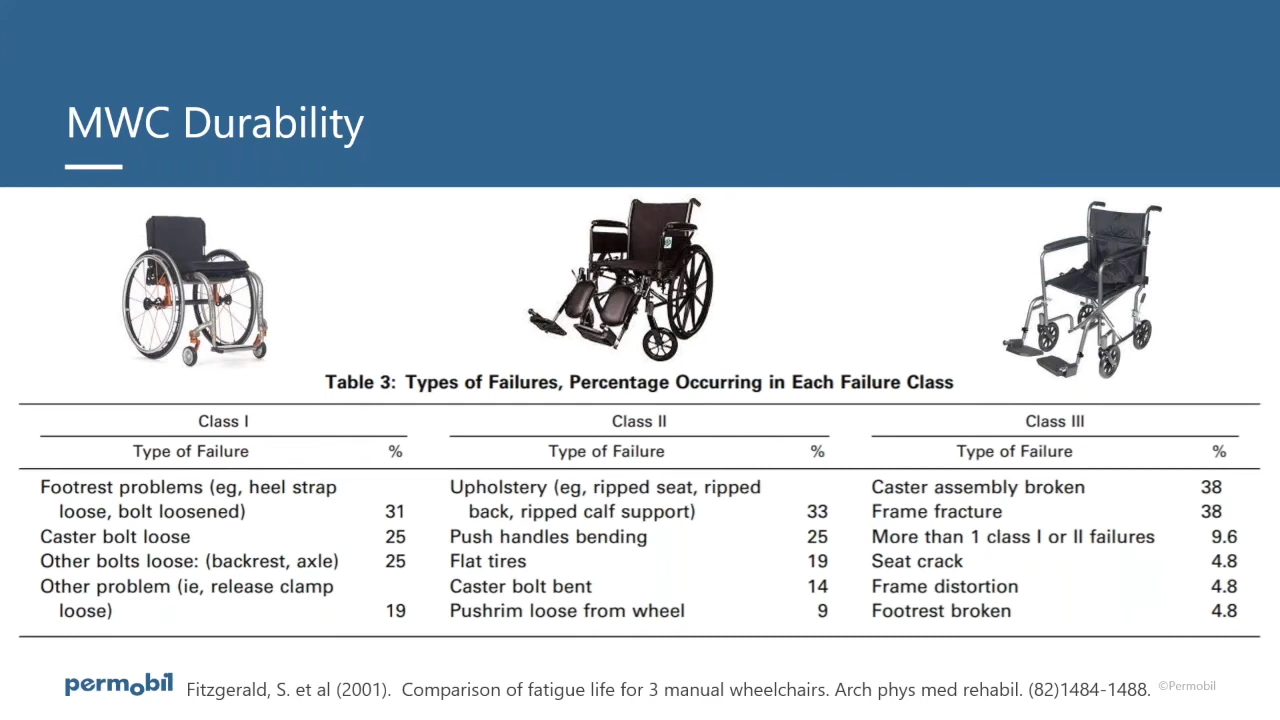 MWC Durability
Table 3: Types of Failures, Percentage Occurring in Each Failure Class
Class I
Type of Failure %
Footrest problems (eg, heel strap
loose, bolt loosened) 31
Caster bolt loose 25
Other bolts loose: (backrest, axle) 25
Other problem (ie, release clamp
loose) 19
Class II
Type of Failure %
Upholstery (eg, ripped seat, ripped
back, ripped calf support) 33
Push handles bending 25
Flat tires 19
Caster bolt bent 14
Pushrim loose from wheel 9
Class III
Type of Failure %
Caster assembly broken 38
Frame fracture 38
More than 1 class I or II failures 9.6
Seat crack 4.8
Frame distortion 4.8
Footrest broken 4.8
permobil
Fitzgerald, S. et al (2001). Comparison of fatigue life for 3 manual wheelchairs. Arch phys med rehabil. (82)1484-1488.
©Permobil